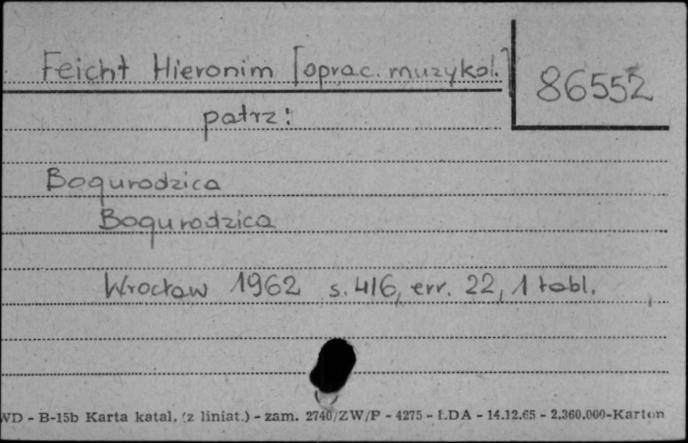 Feicht Hieronim [oprac. muzykol.]
86552
patrz:
Bogurodzica
Bogurodzica
Wrocław 1962 s. 416, err. 22, 1 tabl.
WD - B-15b Karta katal. (z liniat.) - zam. 2740/ZW/P - 4275 - ŁDA - 14.12.65 - 2.360.000-Karton